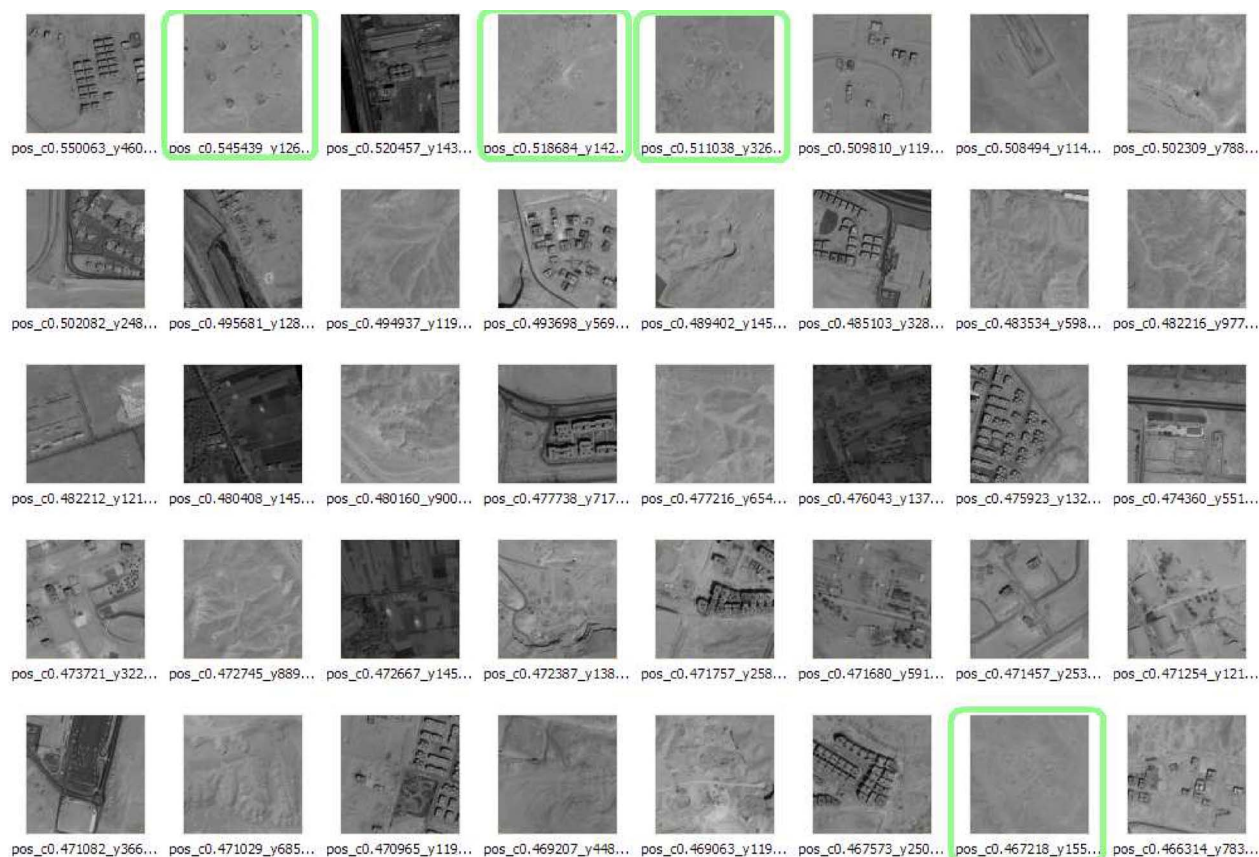 pos_c0.550063_y460... pos_c0.545439_y126... pos_c0.520457_y143... pos_c0.518684_y142... pos_c0.511038_y326... pos_c0.509810_y119... pos_c0.508494_y114... pos_c0.502309_y788...
pos_c0.502082_y248... pos_c0.495681_y128... pos_c0.494937_y119... pos_c0.493698_y569... pos_c0.489402_y145... pos_c0.485103_y328... pos_c0.483534_y598... pos_c0.482216_y977...
pos_c0.482212_y121... pos_c0.480408_y145... pos_c0.480160_y900... pos_c0.477738_y717... pos_c0.477216_y654... pos_c0.476043_y137... pos_c0.475923_y132... pos_c0.474360_y551...
pos_c0.473721_y322... pos_c0.472745_y889... pos_c0.472667_y145... pos_c0.472387_y138... pos_c0.471757_y258... pos_c0.471680_y591... pos_c0.471457_y253... pos_c0.471254_y121...
pos_c0.471082_y366... pos_c0.471029_y685... pos_c0.470965_y119... pos_c0.469207_y448... pos_c0.469063_y119... pos_c0.467573_y250... pos_c0.467218_y155... pos_c0.466314_y783...